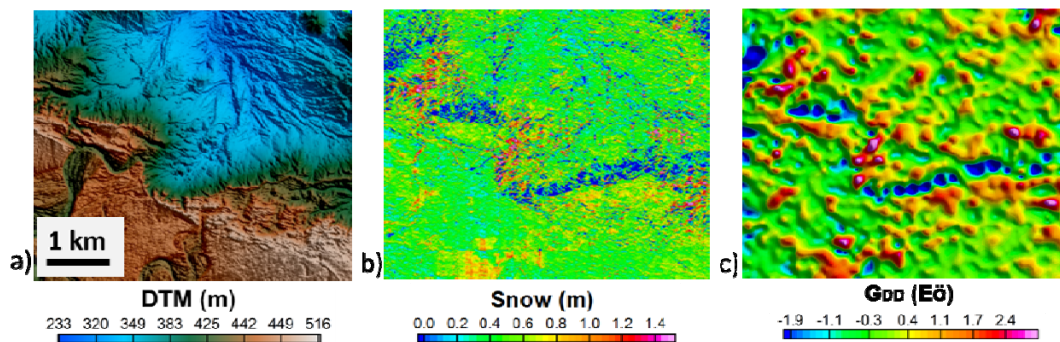 1 km
a)
b)
c)
DTM (m)
233 320 349 383 425 442 449 516
Snow (m)
0.0 0.2 0.4 0.6 0.8 1.0 1.2 1.4
GDD (Eö)
-1.9 -1.1 -0.3 0.4 1.1 1.7 2.4